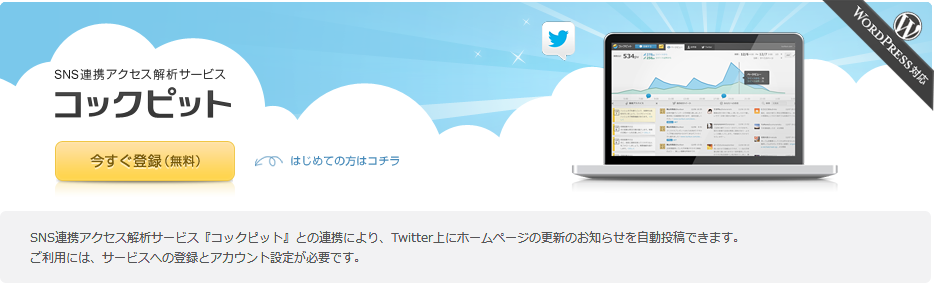 SNS連携アクセス解析サービス
コックピット
今すぐ登録(無料)
はじめての方はコチラ
WORDPRESS対応
SNS連携アクセス解析サービス『コックピット』との連携により、Twitter上にホームページの更新のお知らせを自動投稿できます。
ご利用には、サービスへの登録とアカウント設定が必要です。